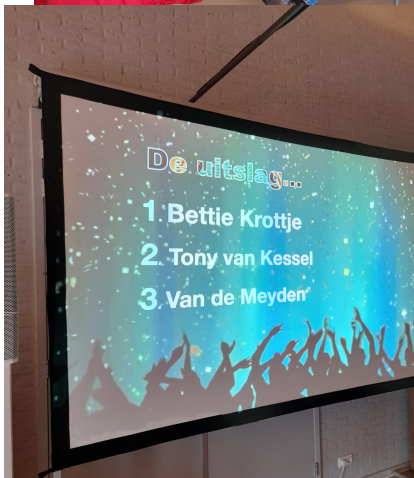 De uitslag...
1. Bettie Krottje
2. Tony van Kessel
3. Van de Meyden